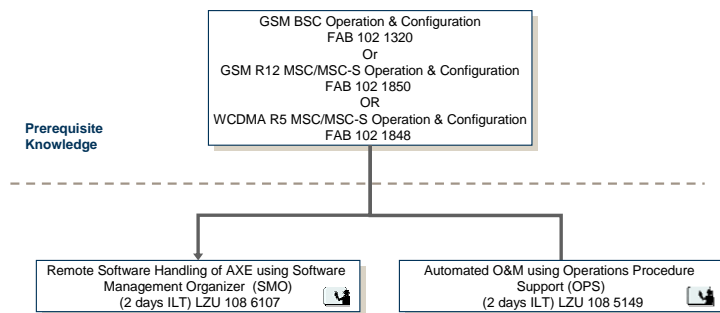 GSM BSC Operation & Configuration
FAB 102 1320
Or
GSM R12 MSC/MSC-S Operation & Configuration
FAB 102 1850
OR
WCDMA R5 MSC/MSC-S Operation & Configuration
FAB 102 1848
Prerequisite
Knowledge
Remote Software Handling of AXE using Software
Management Organizer (SMO)
(2 days ILT) LZU 108 6107
Automated O&M using Operations Procedure
Support (OPS)
(2 days ILT) LZU 108 5149